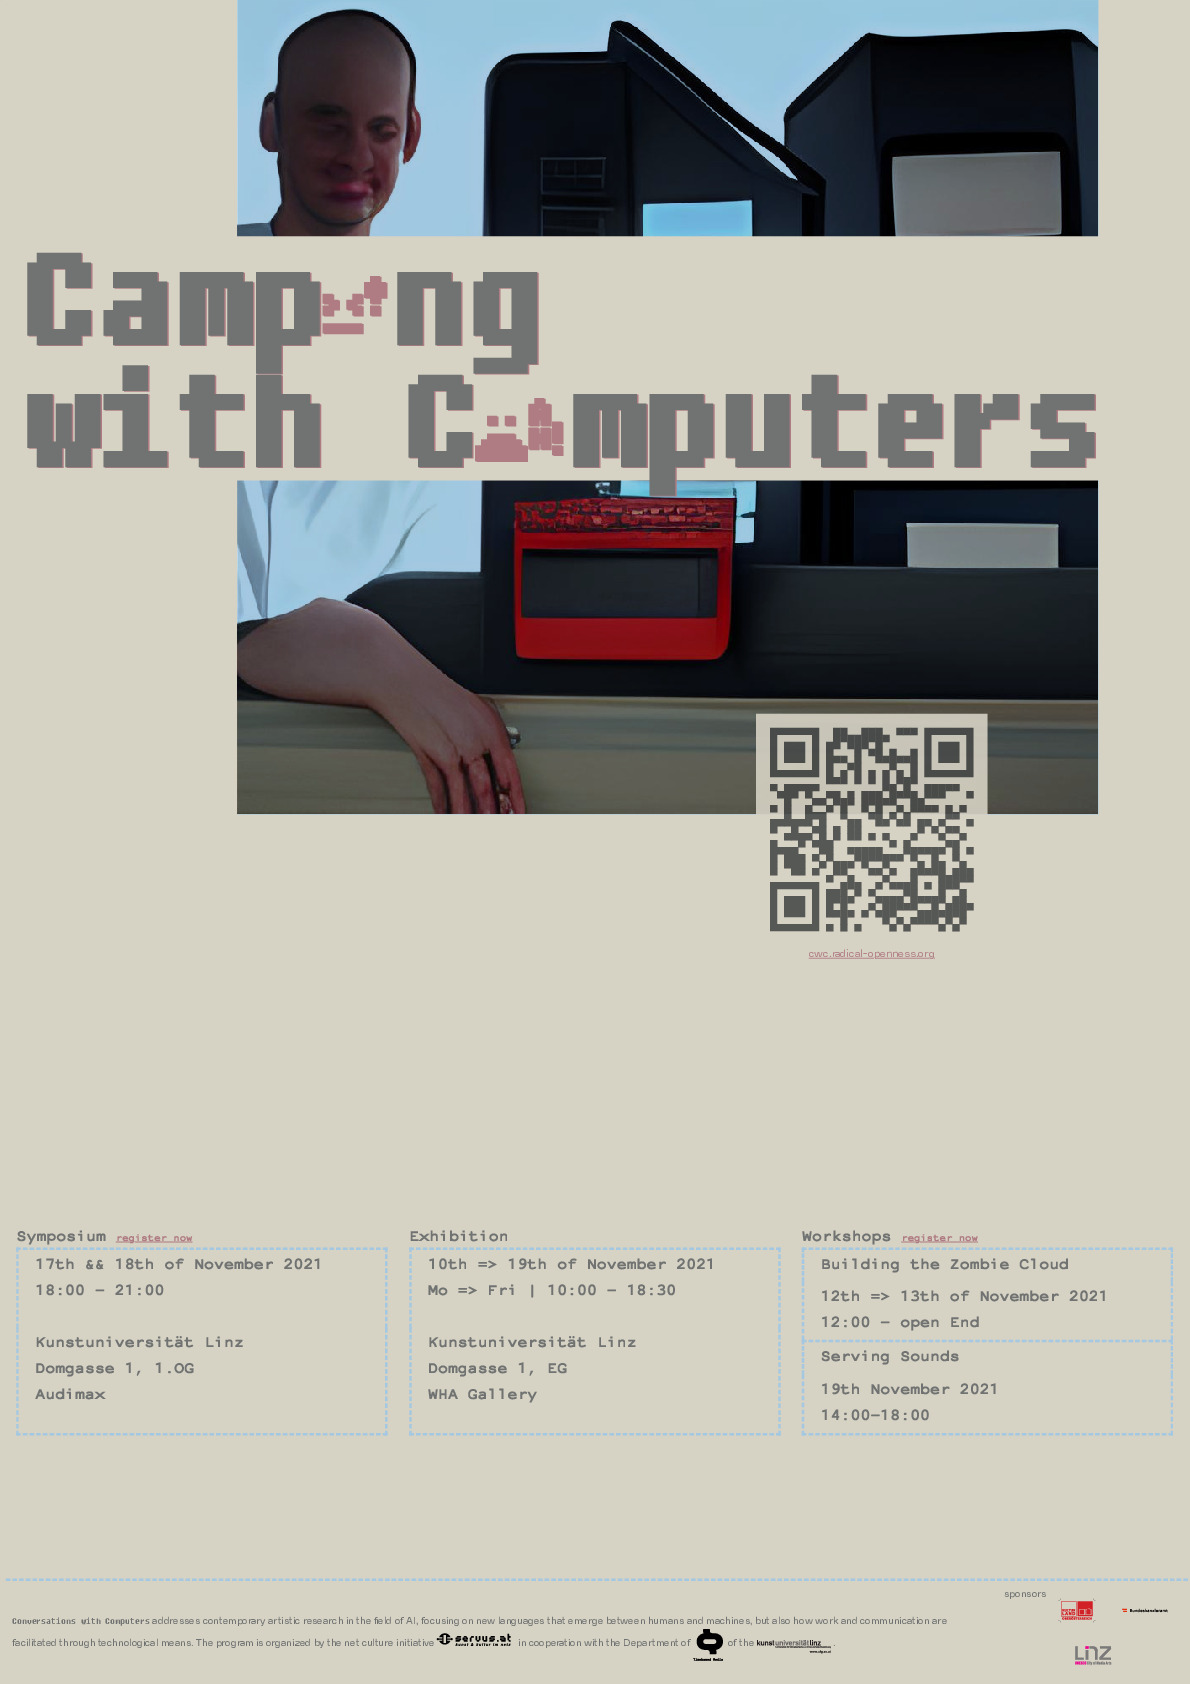 Camping
with Computers
cwc.radical-openness.org
Symposium register now
17th && 18th of November 2021
18:00 - 21:00
Kunstuniversität Linz
Domgasse 1, 1.OG
Audimax
Exhibition
10th => 19th of November 2021
Mo => Fri | 10:00 - 18:30
Kunstuniversität Linz
Domgasse 1, EG
WHA Gallery
Workshops register now
Building the Zombie Cloud
12th => 13th of November 2021
12:00 - open End
Serving Sounds
19th November 2021
14:00-18:00
sponsors
Conversations with Computers addresses contemporary artistic research in the field of AI, focusing on new languages that emerge between humans and machines, but also how work and communication are
facilitated through technological means. The program is organized by the net culture initiative servus.at in cooperation with the Department of of the kunstuniversitätlinz .
Bundeskanzleramt
Linz